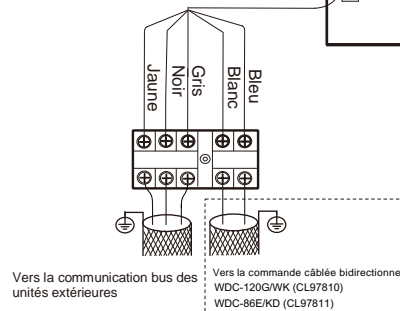 Jaune
Noir
Gris
Blanc
Bleu
Vers la communication bus des
unités extérieures
Vers la commande câblée bidirectionne
WDC-120G/WK (CL97810)
WDC-86E/KD (CL97811)